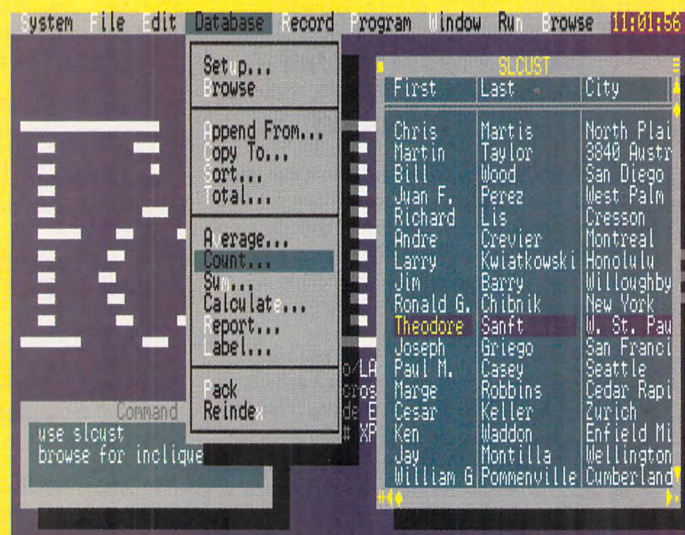 System File Edit Database Record Program Window Run Browse 11:01:56
Setup...
Browse
Append From...
Copy To...
Sort...
Total...
Average...
Count...
Sum...
Calculate...
Report...
Label...
Pack
Reindex
Command
use slcust
browse for inclique
SLCUST
First Last City
Chris Martis North Plai
Martin Taylor 3840 Austr
Bill Wood San Diego
Juan F. Perez West Palm
Richard Lis Cresson
Andre Crevier Montreal
Larry Kwiatkowski Honolulu
Jim Barry Willoughby
Ronald G. Chibnik New York
Theodore Sanft W. St. Pau
Joseph Griego San Franci
Paul M. Casey Seattle
Marge Robbins Cedar Rapi
Cesar Keller Zurich
Ken Waddon Enfield Mi
Jay Montilla Wellington
William G Pommenville Cumberland